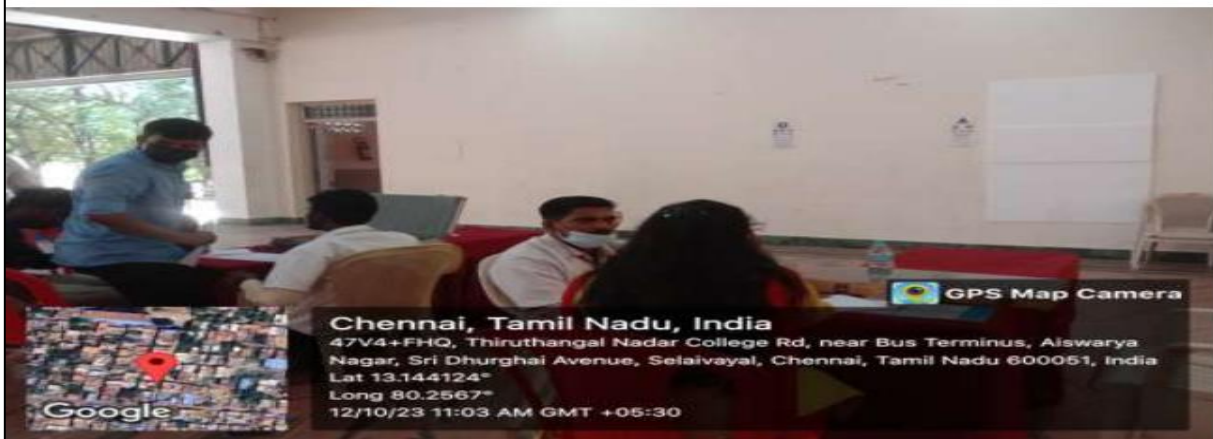 GPS Map Camera
Chennai, Tamil Nadu, India
47V4+FHQ, Thiruthangal Nadar College Rd, near Bus Terminus, Aiswarya
Nagar, Sri Dhurghai Avenue, Selaivayal, Chennai, Tamil Nadu 600051, India
Lat 13.144124°
Long 80.2567°
12/10/23 11:03 AM GMT +05:30
Google